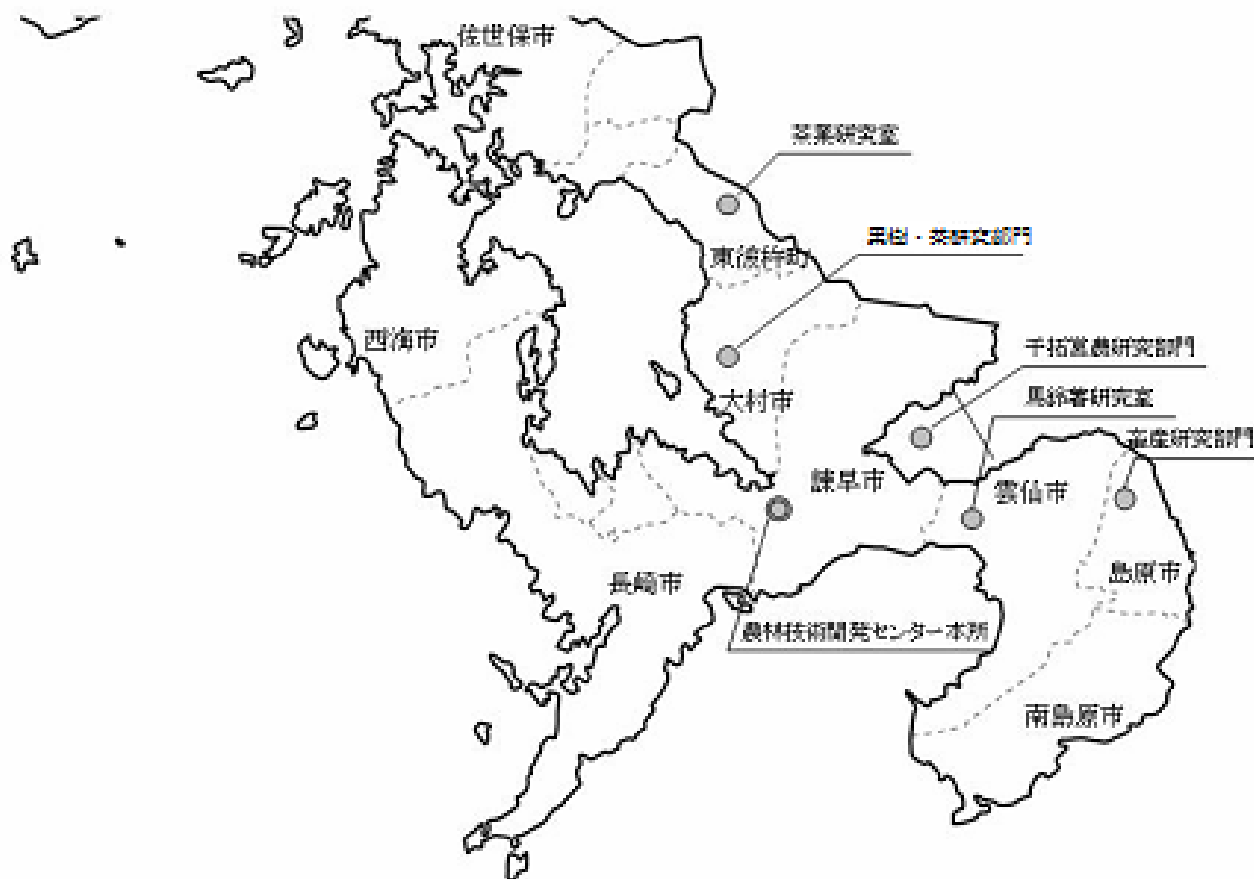 佐世保市
茶業研究室
果樹・茶研究部門
東彼杵町
西海市
干拓営農研究部門
大村市
馬鈴薯研究室
畜産研究部門
諫早市
雲仙市
長崎市
島原市
農林技術開発センター本所
南島原市